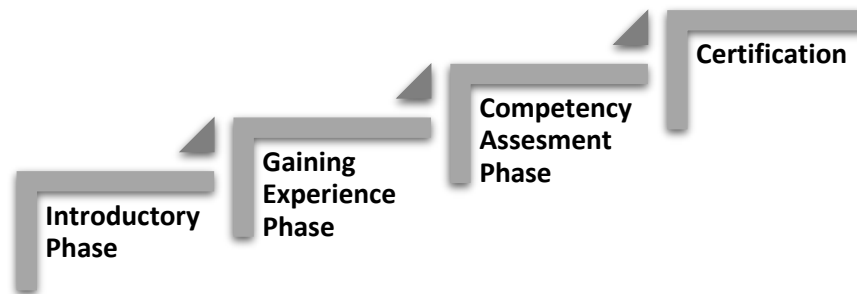 Introductory
Phase
Gaining
Experience
Phase
Competency
Assesment
Phase
Certification